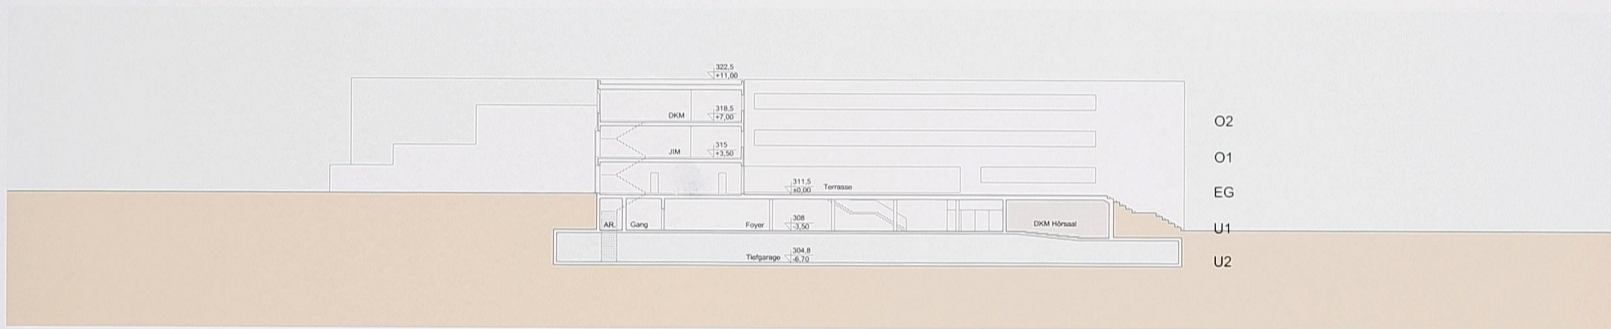 322,5
+11,00
318,5
+7,00
DKM
O2
315
+3,50
JIM
O1
311,5
±0,00
Terrasse
EG
AR
Gang
Foyer
308
-3,50
DKM Hörsaal
U1
304,8
-6,70
Tiefgarage
U2